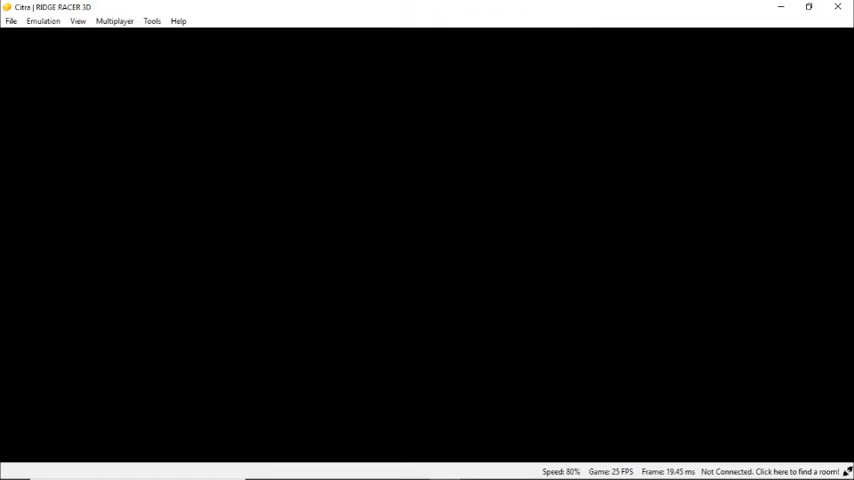 Citra | RIDGE RACER 3D
File Emulation View Multiplayer Tools Help
Speed: 80% Game: 25 FPS Frame: 19.45 ms Not Connected. Click here to find a room!